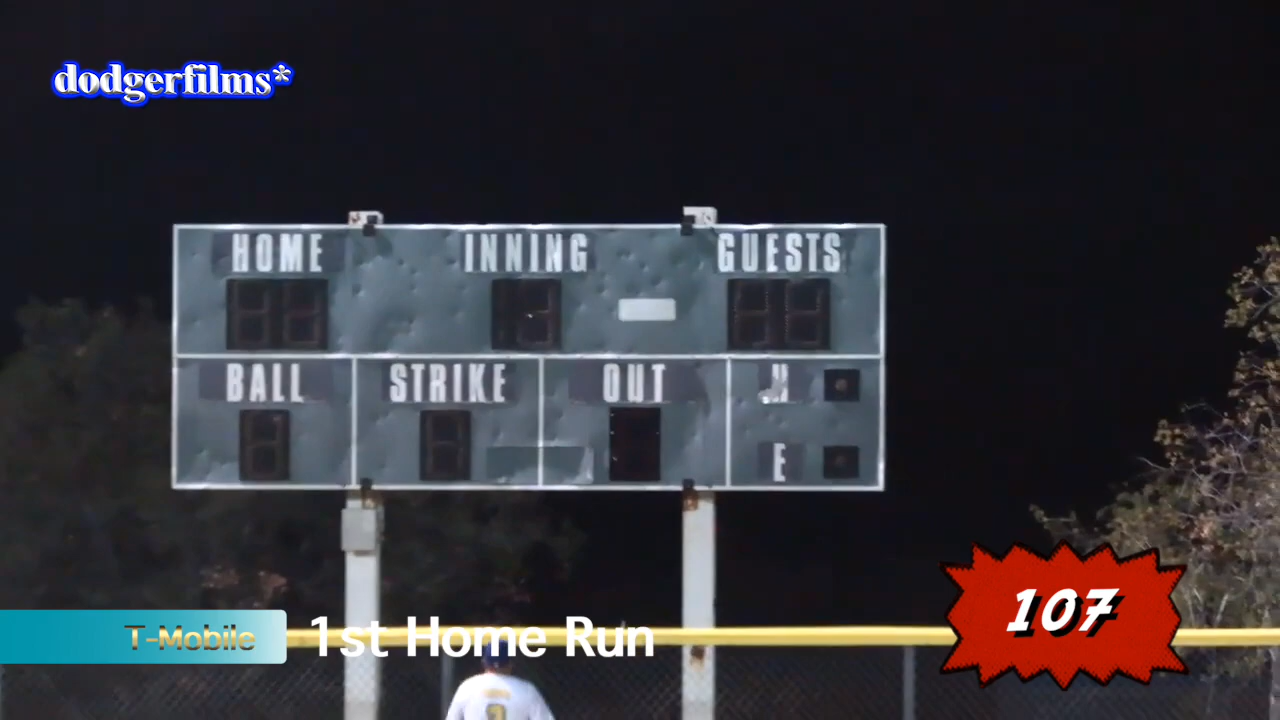 dodgerfilms*
HOME INNING GUESTS
BALL STRIKE OUT H
E
T-Mobile 1st Home Run
107